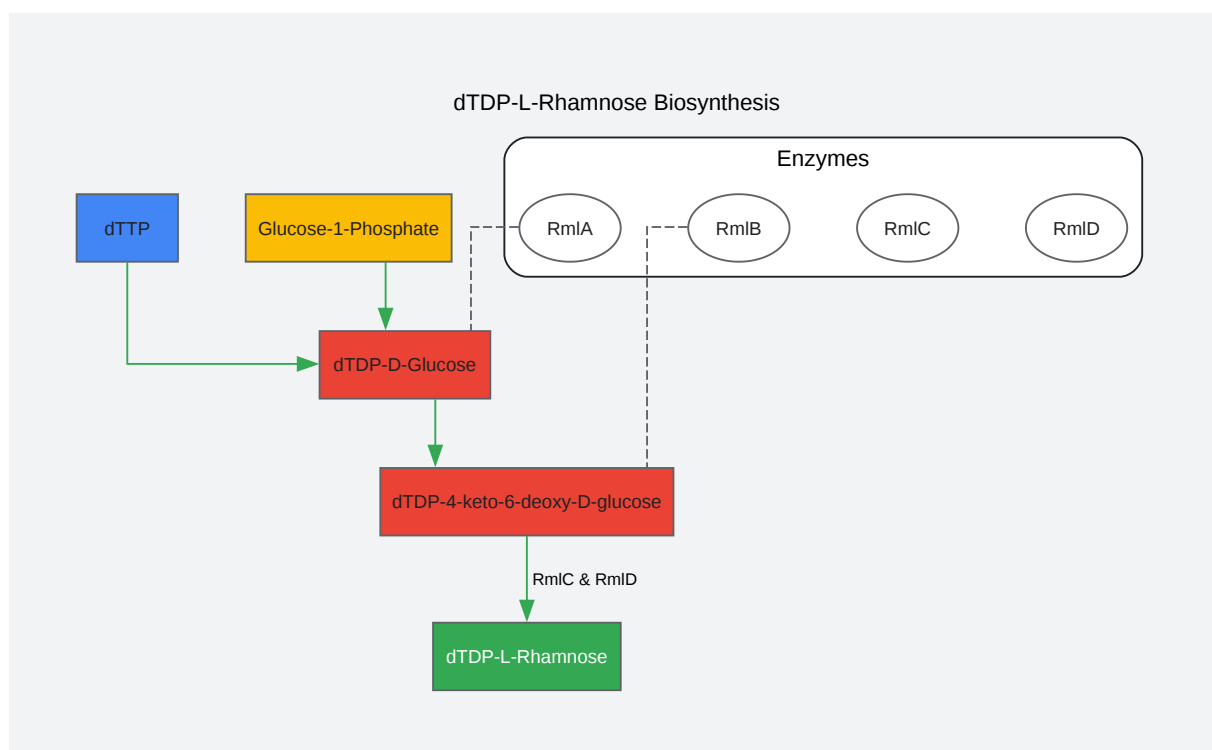 dTDP-L-Rhamnose Biosynthesis
Enzymes
dTTP
Glucose-1-Phosphate
RmlA
RmlB
RmlC
RmlD
dTDP-D-Glucose
dTDP-4-keto-6-deoxy-D-glucose
RmlC & RmlD
dTDP-L-Rhamnose